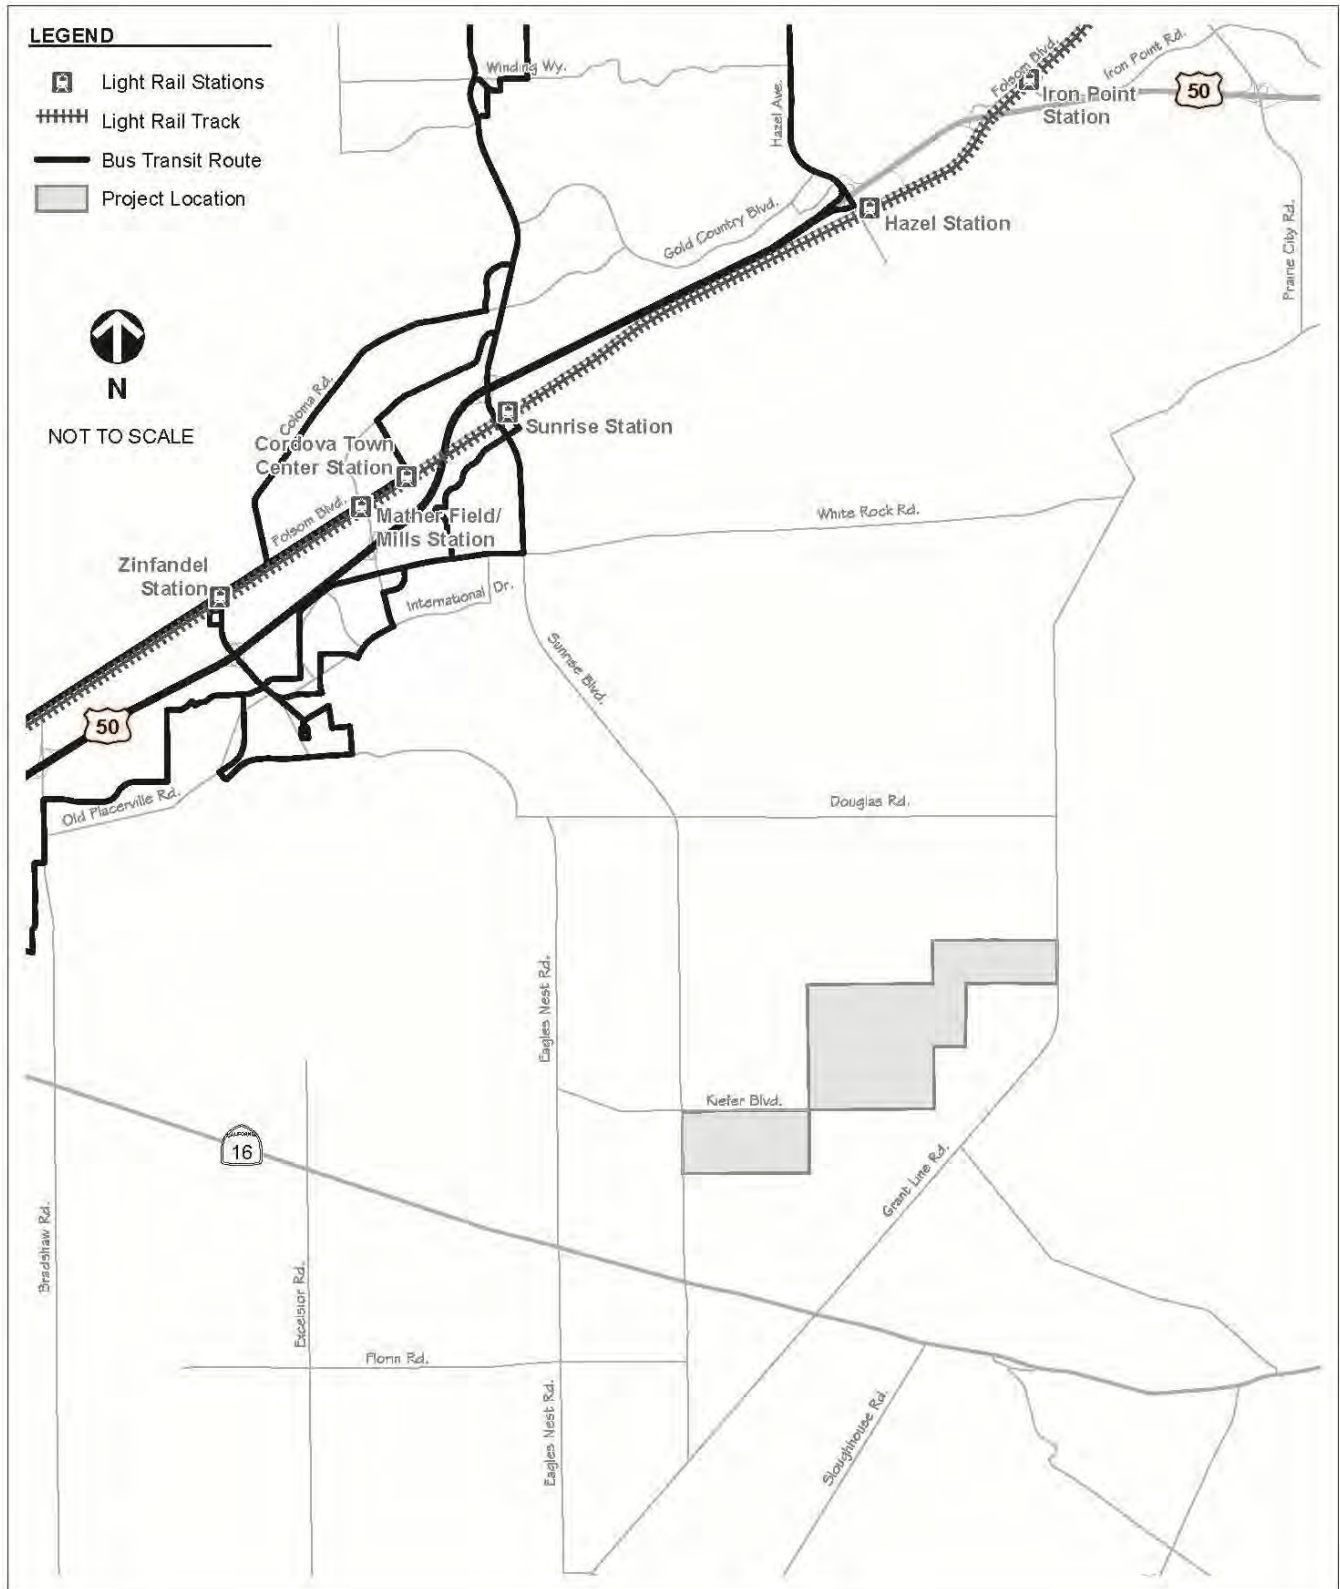 LEGEND
Light Rail Stations
Light Rail Track
Bus Transit Route
Project Location
N
NOT TO SCALE
Winding Wy.
Hazel Ave.
Folsom Blvd.
Iron Point Rd.
50
Iron Point
Station
Gold Country Blvd.
Hazel Station
Prairie City Rd.
Coloma Rd.
Cordova Town
Center Station
Sunrise Station
Folsom Blvd.
Mather Field/
Mills Station
White Rock Rd.
Zinfandel
Station
International Dr.
Sunrise Blvd.
50
Old Placerville Rd.
Douglas Rd.
Eagles Nest Rd.
Kiefer Blvd.
CALIFORNIA
16
Grant Line Rd.
Bradshaw Rd.
Excelsior Rd.
Florin Rd.
Eagles Nest Rd.
Sloughhouse Rd.